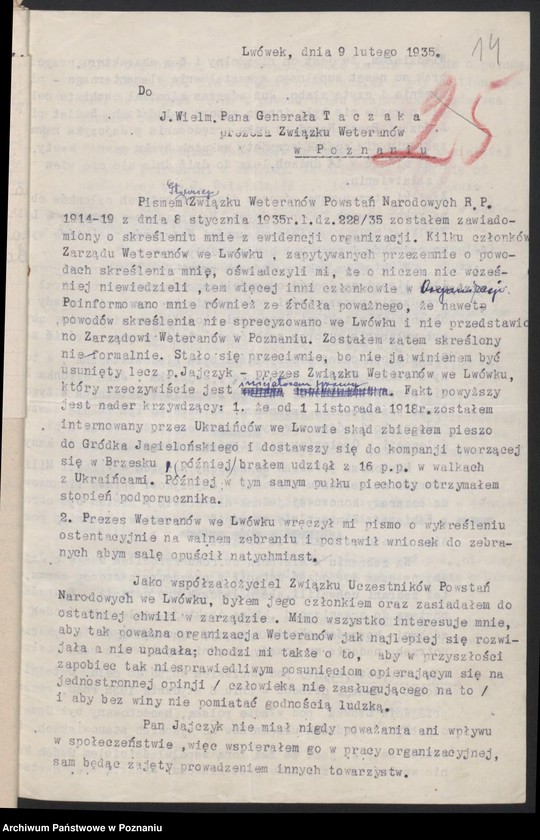 Lwówek, dnia 9 lutego 1935.
14
Do
J.Wielm.Pana Generała Taczaka
prezesa Związku Weteranów
w Poznaniu
25
Pismem Związku Weteranów Powstań Narodowych R.P.
1914-19 z dnia 8 stycznia 1935r.l.dz.228/35 zostałem zawiado-
miony o skreśleniu mnie z ewidencji organizacji. Kilku członków
Zarządu Weteranów we Lwówku , zapytywanych przezemnie o powo-
dach skreślenia mnię, oświadczyli mi, że o niczem nic wcześ-
niej niewiedzieli ,tem więcej inni członkowie w Organizacji.
Poinformowano mnie również ze źródła poważnego, że nawet
powodów skreślenia nie sprecyzowano we Lwówku i nie przedstawio
no Zarządowi Weteranów w Poznaniu. Zostałem zatem skreślony
nie formalnie. Stało się przeciwnie, bo nie ja winienem być
usunięty lecz p.Jajczyk - prezes Związku Weteranów we Lwówku,
który rzeczywiście jest inicjatorem sprawy. Fakt powyższy
jest nader krzywdzący: 1. że od 1 listopada 1918r.zostałem
internowany przez Ukraińców we Lwowie skąd zbiegłem pieszo
do Gródka Jagielońskiego i dostawszy się do kompanji tworzącej
się w Brzesku ,(później/brałem udział z 16 p.p. w walkach
z Ukraińcami. Później w tym samym pułku piechoty otrzymałem
stopień podporucznika.
2. Prezes Weteranów we Lwówku wręczył mi pismo o wykreśleniu
ostentacyjnie na walnem zebraniu i postawił wniosek do zebra-
nych abym salę opuścił natychmiast.
Jako współzałożyciel Związku Uczestników Powstań
Narodowych we Lwówku, byłem jego członkiem oraz zasiadałem do
ostatniej chwili w zarządzie . Mimo wszystko interesuje mnie,
aby tak poważna organizacja Weteranów jak najlepiej się rozwi-
jała a nie upadała; chodzi mi także o to, aby w przyszłości
zapobiec tak niesprawiedliwym posunięciom opierającym się na
jednostronnej opinji / człowieka nie zasługującego na to /
i aby bez winy nie pomiatać godnością ludzką.
Pan Jajczyk nie miał nigdy poważania ani wpływu
w społeczeństwie ,więc wspierałem go w pracy organizacyjnej,
sam będąc zajęty prowadzeniem innych towarzystw.
Archiwum Państwowe w Poznaniu